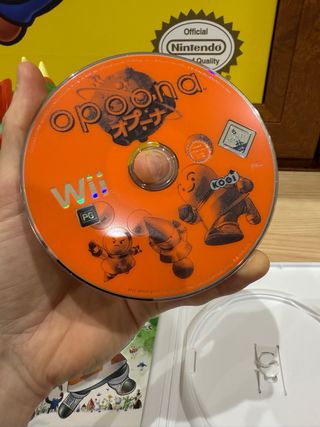 Official
Nintendo
Quality
opoona
オプーナ
Wii
PG
KOEI